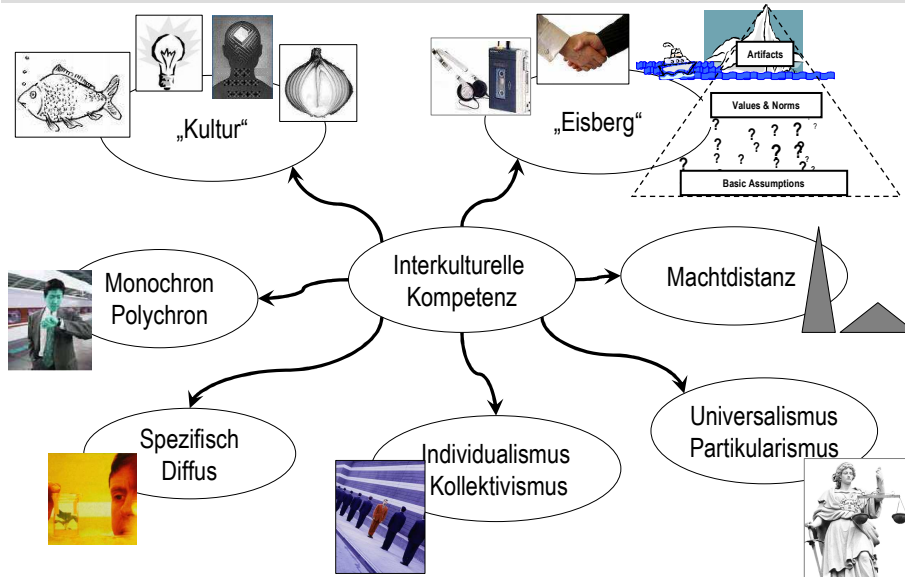 „Kultur“
„Eisberg“
Artifacts
Values & Norms
? ? ? ? ?
? ? ? ?
? ? ? ? ?
? ?
Basic Assumptions
Interkulturelle
Kompetenz
Monochron
Polychron
Machtdistanz
Spezifisch
Diffus
Individualismus
Kollektivismus
Universalismus
Partikularismus